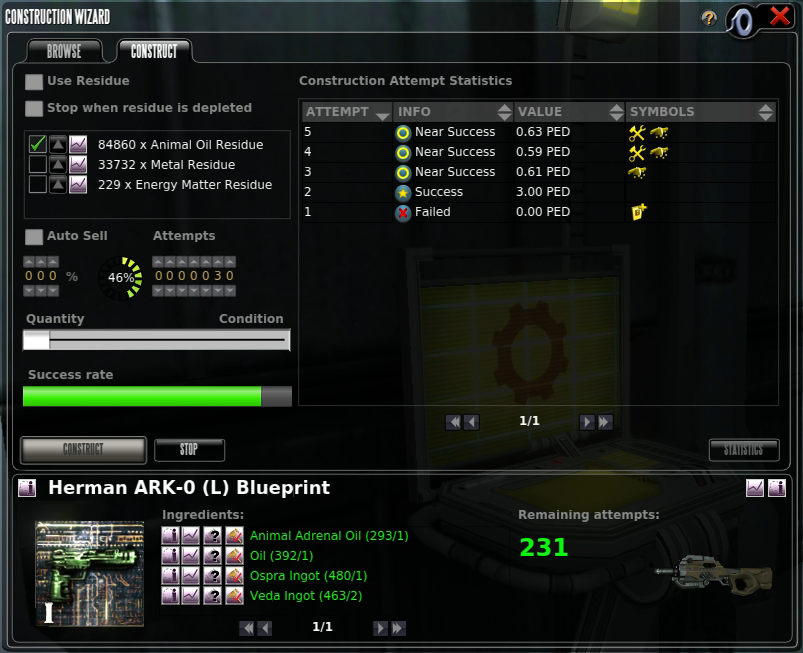 CONSTRUCTION WIZARD
?
BROWSE
CONSTRUCT
Use Residue
Stop when residue is depleted
84860 x Animal Oil Residue
33732 x Metal Residue
229 x Energy Matter Residue
Auto Sell
Attempts
000 %
46%
0000030
Quantity
Condition
Success rate
CONSTRUCT
STOP
Construction Attempt Statistics
ATTEMPT INFO VALUE SYMBOLS
5 Near Success 0.63 PED
4 Near Success 0.59 PED
3 Near Success 0.61 PED
2 Success 3.00 PED
1 Failed 0.00 PED
1/1
STATISTICS
i Herman ARK-0 (L) Blueprint
i
I
Ingredients:
i ? Animal Adrenal Oil (293/1)
i ? Oil (392/1)
i ? Ospra Ingot (480/1)
i ? Veda Ingot (463/2)
1/1
Remaining attempts:
231